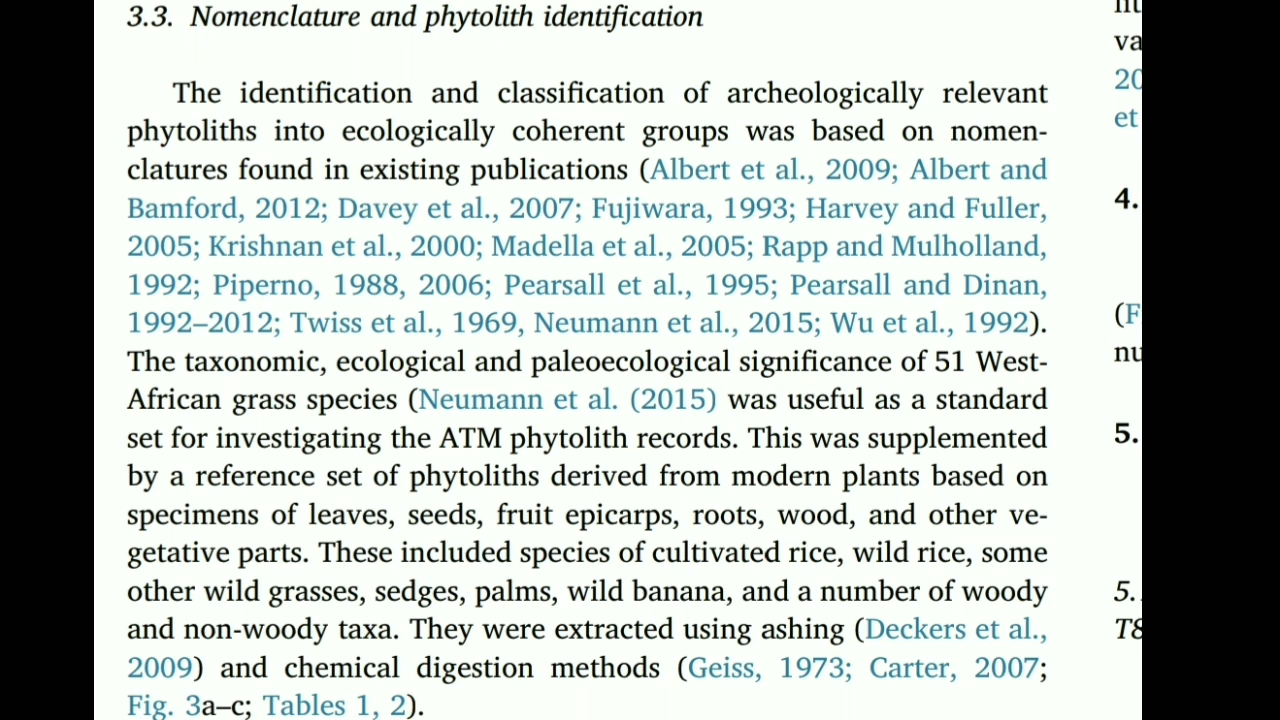 3.3. Nomenclature and phytolith identification
The identification and classification of archeologically relevant
phytoliths into ecologically coherent groups was based on nomen-
clatures found in existing publications (Albert et al., 2009; Albert and
Bamford, 2012; Davey et al., 2007; Fujiwara, 1993; Harvey and Fuller,
2005; Krishnan et al., 2000; Madella et al., 2005; Rapp and Mulholland,
1992; Piperno, 1988, 2006; Pearsall et al., 1995; Pearsall and Dinan,
1992–2012; Twiss et al., 1969, Neumann et al., 2015; Wu et al., 1992).
The taxonomic, ecological and paleoecological significance of 51 West-
African grass species (Neumann et al. (2015) was useful as a standard
set for investigating the ATM phytolith records. This was supplemented
by a reference set of phytoliths derived from modern plants based on
specimens of leaves, seeds, fruit epicarps, roots, wood, and other ve-
getative parts. These included species of cultivated rice, wild rice, some
other wild grasses, sedges, palms, wild banana, and a number of woody
and non-woody taxa. They were extracted using ashing (Deckers et al.,
2009) and chemical digestion methods (Geiss, 1973; Carter, 2007;
Fig. 3a–c; Tables 1, 2).
va
20
et
4.
(F
nu
5.
5.
T8